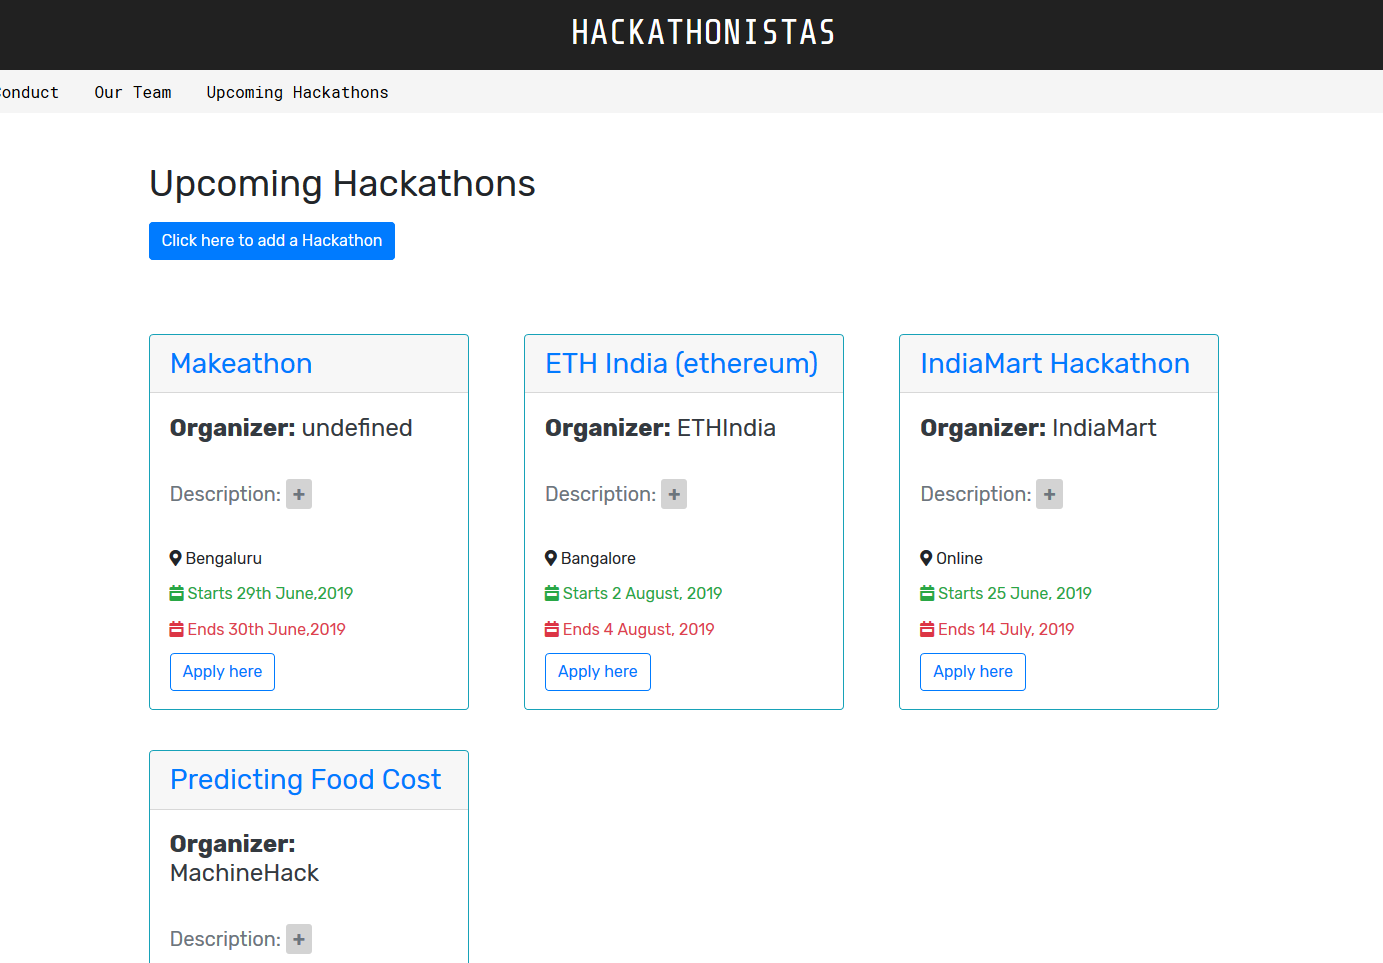 HACKATHONISTAS
onduct Our Team Upcoming Hackathons
Upcoming Hackathons
Click here to add a Hackathon
Makeathon
Organizer: undefined
Description: +
Bengaluru
Starts 29th June,2019
Ends 30th June,2019
Apply here
ETH India (ethereum)
Organizer: ETHIndia
Description: +
Bangalore
Starts 2 August, 2019
Ends 4 August, 2019
Apply here
IndiaMart Hackathon
Organizer: IndiaMart
Description: +
Online
Starts 25 June, 2019
Ends 14 July, 2019
Apply here
Predicting Food Cost
Organizer:
MachineHack
Description: +